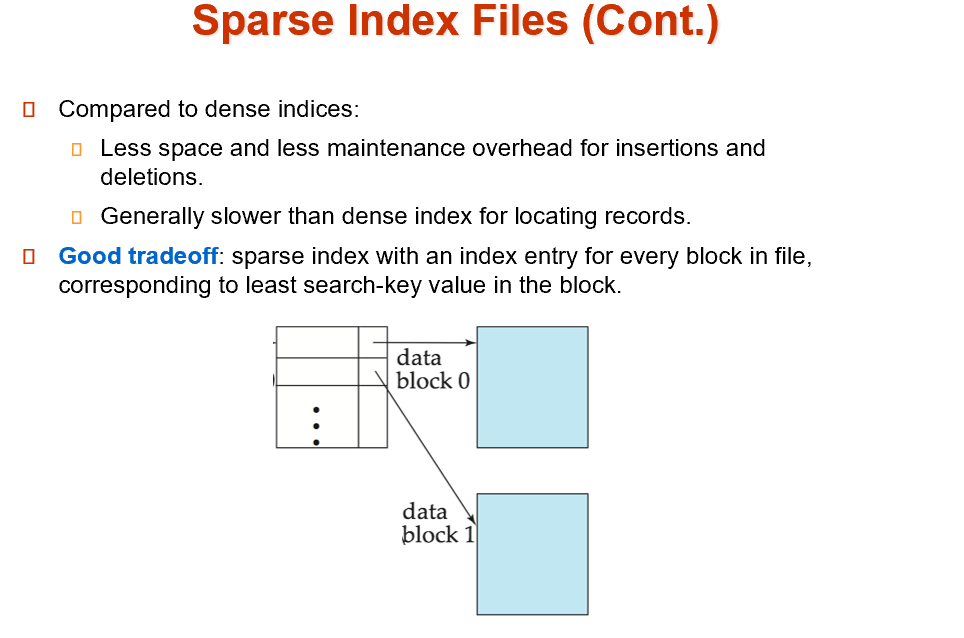 Sparse Index Files (Cont.)
Compared to dense indices:
Less space and less maintenance overhead for insertions and
deletions.
Generally slower than dense index for locating records.
Good tradeoff: sparse index with an index entry for every block in file,
corresponding to least search-key value in the block.
data
block 0
data
block 1